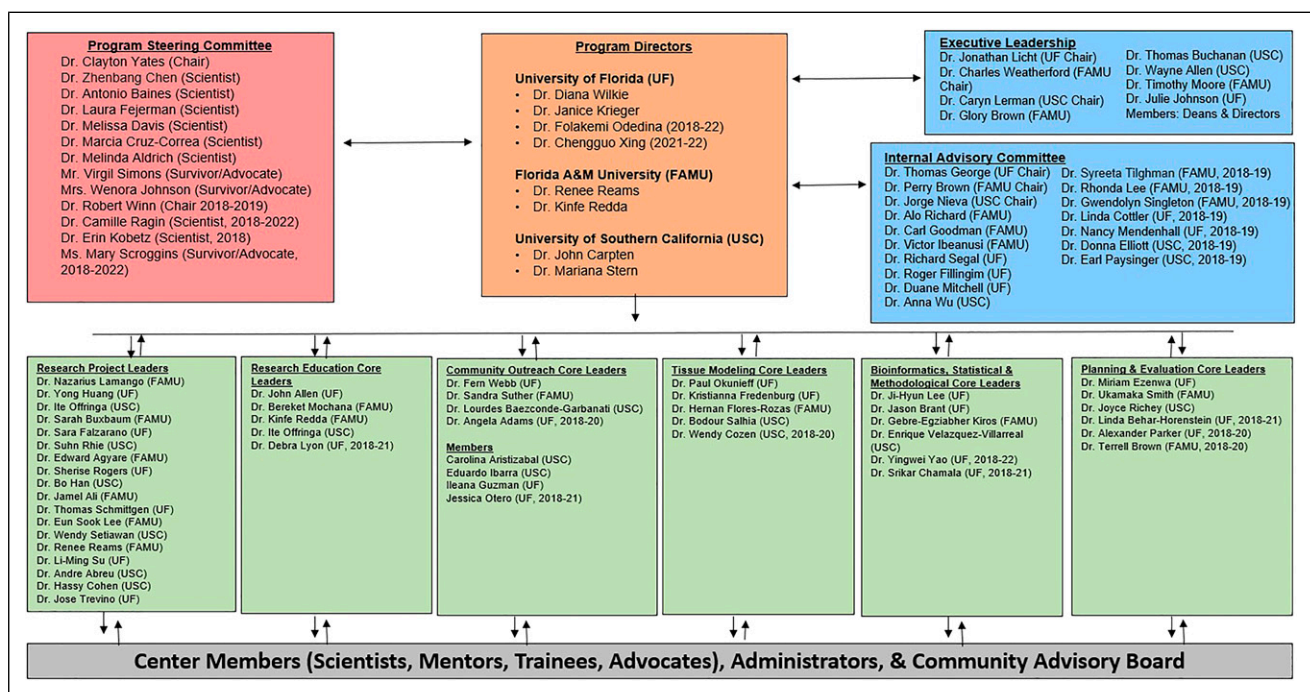 Program Steering Committee
Dr. Clayton Yates (Chair)
Dr. Zhenbang Chen (Scientist)
Dr. Antonio Baines (Scientist)
Dr. Laura Fejerman (Scientist)
Dr. Melissa Davis (Scientist)
Dr. Marcia Cruz-Correa (Scientist)
Dr. Melinda Aldrich (Scientist)
Mr. Virgil Simons (Survivor/Advocate)
Mrs. Wenora Johnson (Survivor/Advocate)
Dr. Robert Winn (Chair 2018-2019)
Dr. Camille Ragin (Scientist, 2018-2022)
Dr. Erin Kobetz (Scientist, 2018)
Ms. Mary Scroggins (Survivor/Advocate,
2018-2022)
Program Directors
University of Florida (UF)
• Dr. Diana Wilkie
• Dr. Janice Krieger
• Dr. Folakemi Odedina (2018-22)
• Dr. Chengguo Xing (2021-22)
Florida A&M University (FAMU)
• Dr. Renee Reams
• Dr. Kinfe Redda
University of Southern California (USC)
• Dr. John Carpten
• Dr. Mariana Stern
Executive Leadership
Dr. Jonathan Licht (UF Chair)
Dr. Charles Weatherford (FAMU
Chair)
Dr. Caryn Lerman (USC Chair)
Dr. Glory Brown (FAMU)
Dr. Thomas Buchanan (USC)
Dr. Wayne Allen (USC)
Dr. Timothy Moore (FAMU)
Dr. Julie Johnson (UF)
Members: Deans & Directors
Internal Advisory Committee
Dr. Thomas George (UF Chair)
Dr. Perry Brown (FAMU Chair)
Dr. Jorge Nieva (USC Chair)
Dr. Alo Richard (FAMU)
Dr. Carl Goodman (FAMU)
Dr. Victor Ibeanusi (FAMU)
Dr. Richard Segal (UF)
Dr. Roger Fillingim (UF)
Dr. Duane Mitchell (UF)
Dr. Anna Wu (USC)
Dr. Syreeta Tilghman (FAMU, 2018-19)
Dr. Rhonda Lee (FAMU, 2018-19)
Dr. Gwendolyn Singleton (FAMU, 2018-19)
Dr. Linda Cottler (UF, 2018-19)
Dr. Nancy Mendenhall (UF, 2018-19)
Dr. Donna Elliott (USC, 2018-19)
Dr. Earl Paysinger (USC, 2018-19)
Research Project Leaders
Dr. Nazarius Lamango (FAMU)
Dr. Yong Huang (UF)
Dr. Ite Offringa (USC)
Dr. Sarah Buxbaum (FAMU)
Dr. Sara Falzarano (UF)
Dr. Suhn Rhie (USC)
Dr. Edward Agyare (FAMU)
Dr. Sherise Rogers (UF)
Dr. Bo Han (USC)
Dr. Jamel Ali (FAMU)
Dr. Thomas Schmittgen (UF)
Dr. Eun Sook Lee (FAMU)
Dr. Wendy Setiawan (USC)
Dr. Renee Reams (FAMU)
Dr. Li-Ming Su (UF)
Dr. Andre Abreu (USC)
Dr. Hassy Cohen (USC)
Dr. Jose Trevino (UF)
Research Education Core
Leaders
Dr. John Allen (UF)
Dr. Bereket Mochana (FAMU)
Dr. Kinfe Redda (FAMU)
Dr. Ite Offringa (USC)
Dr. Debra Lyon (UF, 2018-21)
Community Outreach Core Leaders
Dr. Fern Webb (UF)
Dr. Sandra Suther (FAMU)
Dr. Lourdes Baezconde-Garbanati (USC)
Dr. Angela Adams (UF, 2018-20)
Members
Carolina Aristizabal (USC)
Eduardo Ibarra (USC)
Ileana Guzman (UF)
Jessica Otero (UF, 2018-21)
Tissue Modeling Core Leaders
Dr. Paul Okunieff (UF)
Dr. Kristianna Fredenburg (UF)
Dr. Hernan Flores-Rozas (FAMU)
Dr. Bodour Salhia (USC)
Dr. Wendy Cozen (USC, 2018-20)
Bioinformatics, Statistical &
Methodological Core Leaders
Dr. Ji-Hyun Lee (UF)
Dr. Jason Brant (UF)
Dr. Gebre-Egziabher Kiros (FAMU)
Dr. Enrique Velazquez-Villarreal
(USC)
Dr. Yingwei Yao (UF, 2018-22)
Dr. Srikar Chamala (UF, 2018-21)
Planning & Evaluation Core Leaders
Dr. Miriam Ezenwa (UF)
Dr. Ukamaka Smith (FAMU)
Dr. Joyce Richey (USC)
Dr. Linda Behar-Horenstein (UF, 2018-21)
Dr. Alexander Parker (UF, 2018-20)
Dr. Terrell Brown (FAMU, 2018-20)
Center Members (Scientists, Mentors, Trainees, Advocates), Administrators, & Community Advisory Board